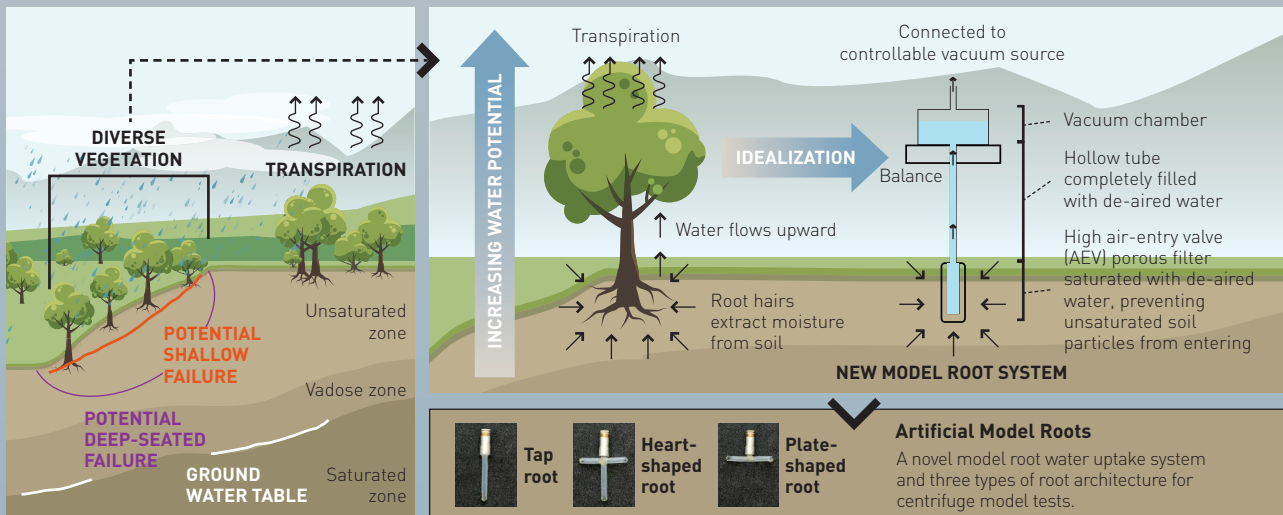 DIVERSE
VEGETATION
TRANSPIRATION
POTENTIAL
SHALLOW
FAILURE
POTENTIAL
DEEP-SEATED
FAILURE
Unsaturated
zone
Vadose zone
GROUND
WATER TABLE
Saturated
zone
INCREASING WATER POTENTIAL
Transpiration
Water flows upward
Root hairs
extract moisture
from soil
IDEALIZATION
Connected to
controllable vacuum source
Balance
Vacuum chamber
Hollow tube
completely filled
with de-aired water
High air-entry valve
(AEV) porous filter
saturated with de-aired
water, preventing
unsaturated soil
particles from entering
NEW MODEL ROOT SYSTEM
Tap
root
Heart-
shaped
root
Plate-
shaped
root
Artificial Model Roots
A novel model root water uptake system
and three types of root architecture for
centrifuge model tests.